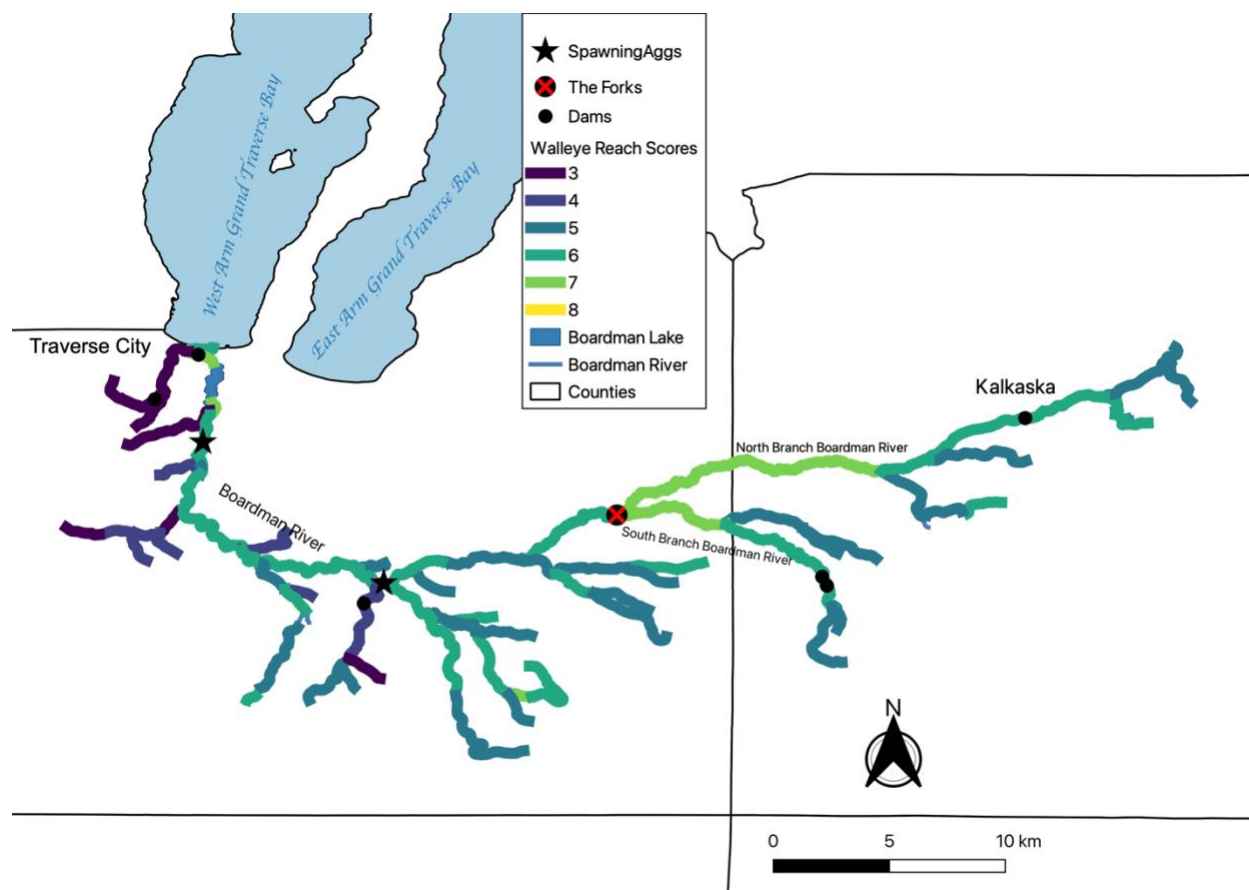 SpawningAggs
The Forks
Dams
Walleye Reach Scores
3
4
5
6
7
8
Boardman Lake
Boardman River
Counties
West Arm Grand Traverse Bay
East Arm Grand Traverse Bay
Traverse City
Kalkaska
North Branch Boardman River
Boardman River
South Branch Boardman River
N
0 5 10 km